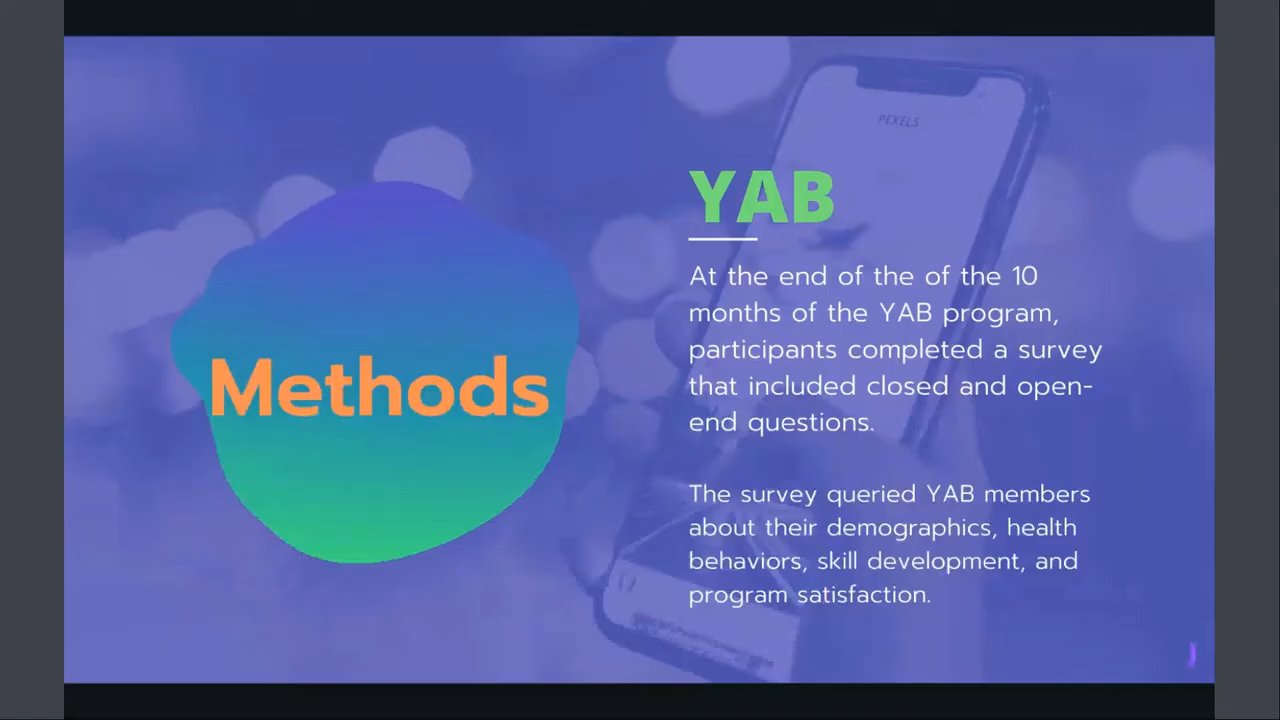 PEXELS
YAB
Methods
At the end of the of the 10
months of the YAB program,
participants completed a survey
that included closed and open-
end questions.
The survey queried YAB members
about their demographics, health
behaviors, skill development, and
program satisfaction.